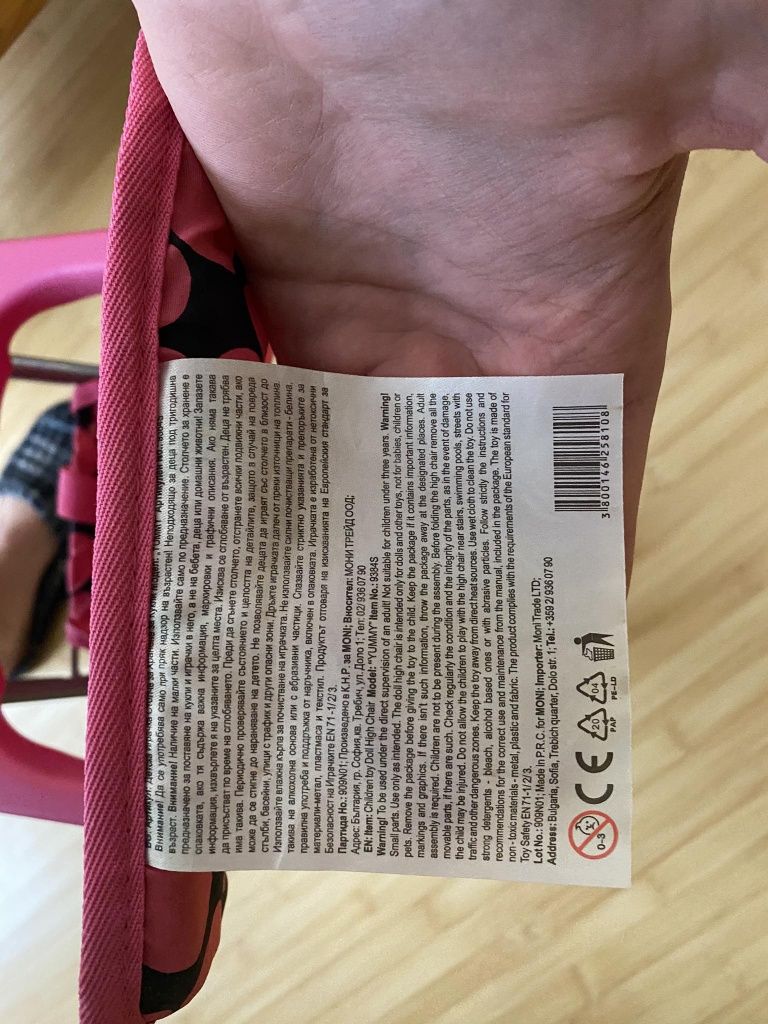 Внимание! Да се употребява само при пряк надзор на възрастен! Неподходящо за деца под тригодишна
възраст. Внимание! Наличие на малки части. Използвайте само по предназначение. Столчето за хранене е
предназначено за поставяне на кукли и играчки в него, а не на бебета, деца или домашни животни! Запазете
опаковката, ако тя съдържа важна информация, маркировки и графични описания. Ако няма такава
информация, изхвърлете я на указаните за целта места. Изисква се сглобяване от възрастен. Деца не трябва
да присъстват по време на сглобяването. Преди да сгънете столчето, отстранете всички подвижни части, ако
има такива. Периодично проверявайте състоянието и целостта на детайлите, защото в случай на повреда
може да се стигне до нараняване на детето. Не позволявайте децата да играят със столчето в близост до
стълби, басейни, улици с трафик и други опасни зони. Дръжте играчката далеч от преки източници на топлина.
Използвайте влажна кърпа за почистване на играчката. Не използвайте силни почистващи препарати - белина,
такива на алкохолна основа или с абразивни частици. Спазвайте стриктно указанията и препоръките за
правилна употреба и поддръжка от наръчника, включен в опаковката. Играчката е изработена от нетоксични
материали-метал, пластмаса и текстил. Продуктът отговаря на изискванията на Европейския стандарт за
Безопасност на Играчките EN 71-1/2/3.
Партида No.: 909N01; Произведено в К.Н.Р. за MONI; Вносител: МОНИ ТРЕЙД ООД;
Адрес: България, гр. София, кв. Требич, ул. Доло 1; Тел: 02/936 07 90
EN: Item: Children toy Doll High Chair Model: "YUMMY" Item No.: 9384S
Warning! To be used under the direct supervision of an adult! Not suitable for children under three years. Warning!
Small parts. Use only as intended. The doll high chair is intended only for dolls and other toys, not for babies, children or
pets. Remove the package before giving the toy to the child. Keep the package if it contains important information,
markings and graphics. If there isn't such information, throw the package away at the designated places. Adult
assembly is required. Children are not to be present during the assembly. Before folding the high chair remove all the
movable parts, if there are such. Check regularly the condition and the integrity of the parts, as in the event of damage,
the child may be injured. Do not allow the children to play with the high chair near stairs, swimming pools, streets with
traffic and other dangerous zones. Keep the toy away from direct heat sources. Use wet cloth to clean the toy. Do not use
strong detergents - bleach, alcohol based ones or with abrasive particles. Follow strictly the instructions and
recommendations for the correct use and maintenance from the manual, included in the package. The toy is made of
non - toxic materials - metal, plastic and fabric. The product complies with the requirements of the European standard for
Toy Safety EN 71-1/2/3.
Lot No.: 909N01; Made in P.R.C. for MONI; Importer: Moni Trade LTD;
Address: Bulgaria, Sofia, Trebich quarter, Dolo str. 1; Tel.: +359 2/ 936 07 90
0-3 CE 20 PAP 04 PE-LD
3 800146 258108